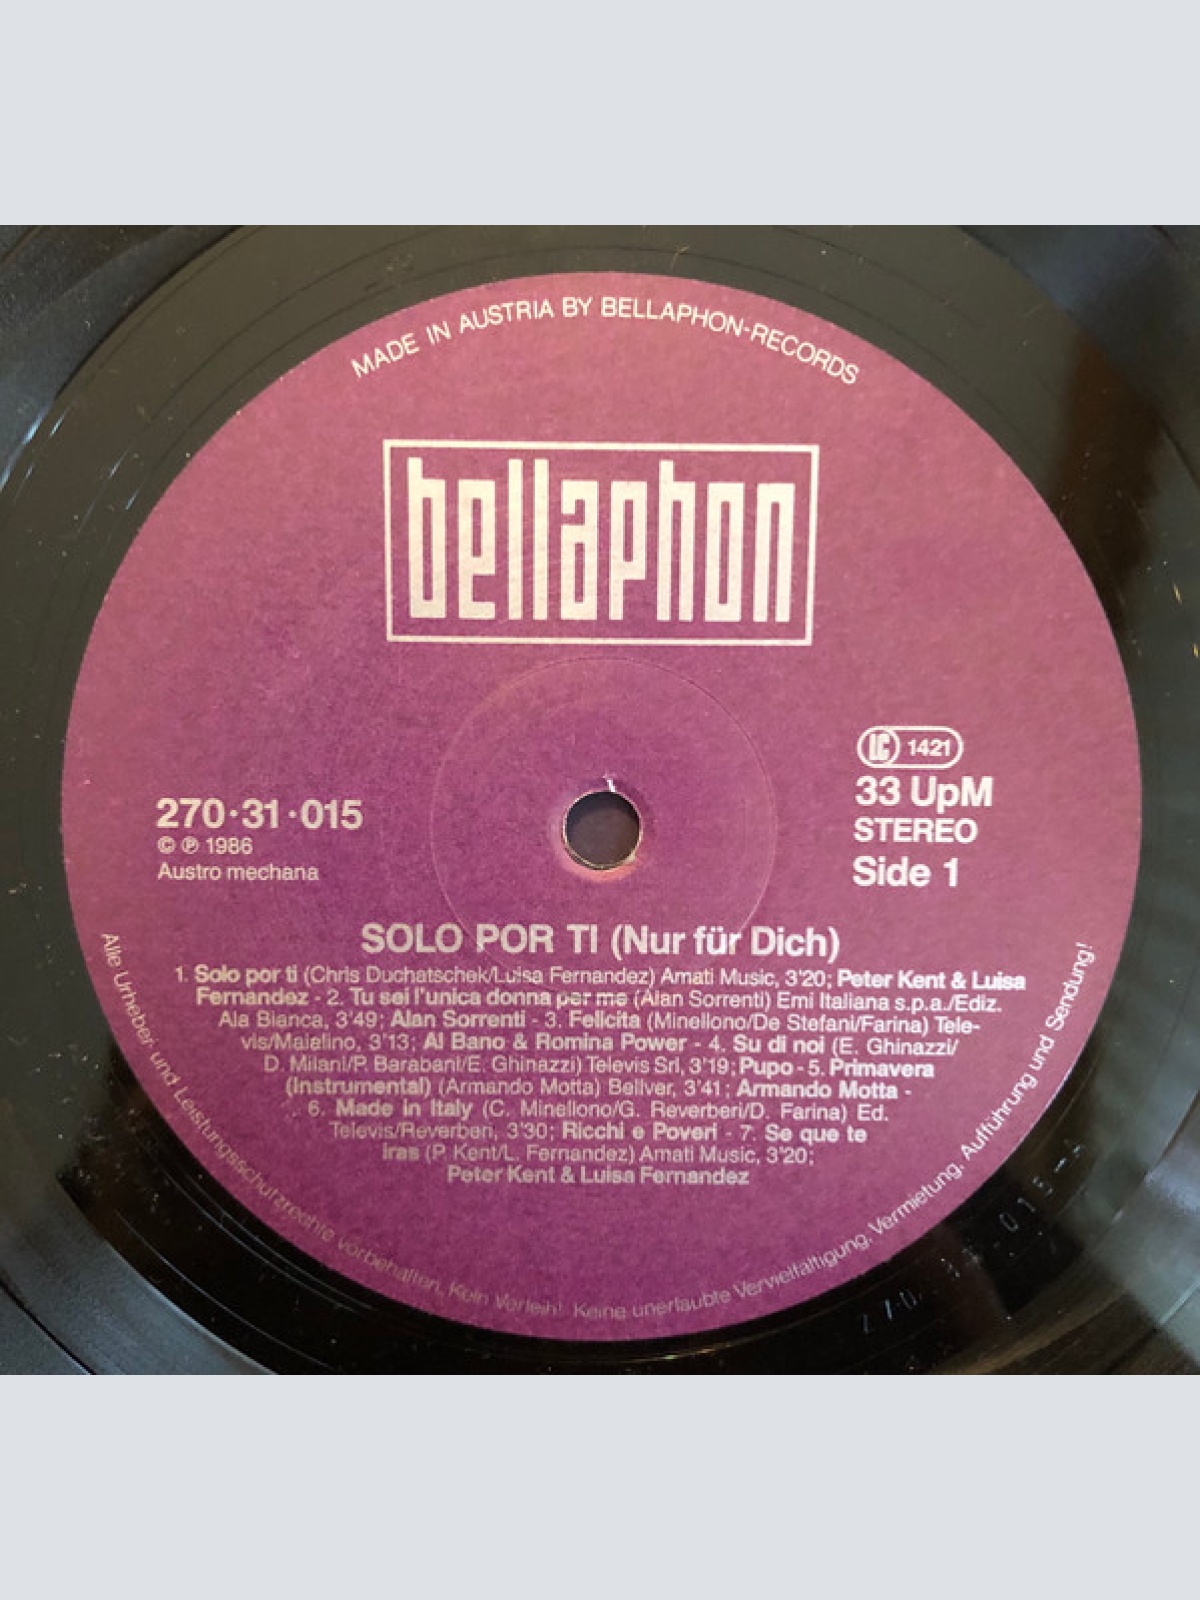 MADE IN AUSTRIA BY BELLAPHON-RECORDS
bellaphon
LC 1421
33 UpM
STEREO
Side 1
270·31·015
© ℗ 1986
Austro mechana
SOLO POR TI (Nur für Dich)
1. Solo por ti (Chris Duchatschek/Luisa Fernandez) Amati Music, 3'20; Peter Kent & Luisa
Fernandez - 2. Tu sei l'unica donna per me (Alan Sorrenti) Emi Italiana s.p.a./Ediz.
Ala Bianca, 3'49; Alan Sorrenti - 3. Felicita (Minellono/De Stefani/Farina) Tele-
vis/Maielino, 3'13; Al Bano & Romina Power - 4. Su di noi (E. Ghinazzi/
D. Milani/P. Barabani/E. Ghinazzi) Televis Srl, 3'19; Pupo - 5. Primavera
(Instrumental) (Armando Motta) Bellver, 3'41; Armando Motta -
6. Made in Italy (C. Minellono/G. Reverberi/D. Farina) Ed.
Televis/Reverberi, 3'30; Ricchi e Poveri - 7. Se que te
iras (P. Kent/L. Fernandez) Amati Music, 3'20;
Peter Kent & Luisa Fernandez
Alle Urheber und Leistungsschutzrechte vorbehalten. Kein Verleih! Keine unerlaubte Vervielfältigung, Vermietung, Aufführung und Sendung!